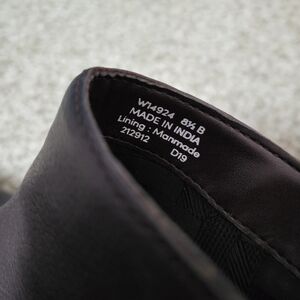 W14924 8½ B
MADE IN INDIA
Lining : Manmade
212912 D19